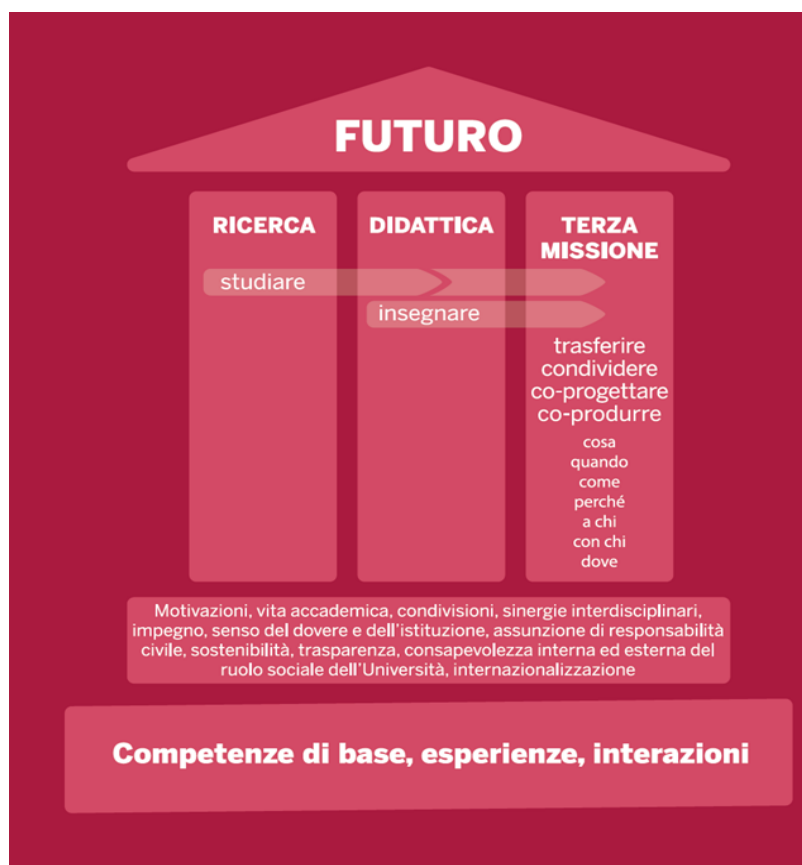 FUTURO
RICERCA
DIDATTICA
TERZA
MISSIONE
studiare
insegnare
trasferire
condividere
co-progettare
co-produrre
cosa
quando
come
perché
a chi
con chi
dove
Motivazioni, vita accademica, condivisioni, sinergie interdisciplinari,
impegno, senso del dovere e dell'istituzione, assunzione di responsabilità
civile, sostenibilità, trasparenza, consapevolezza interna ed esterna del
ruolo sociale dell'Università, internazionalizzazione
Competenze di base, esperienze, interazioni